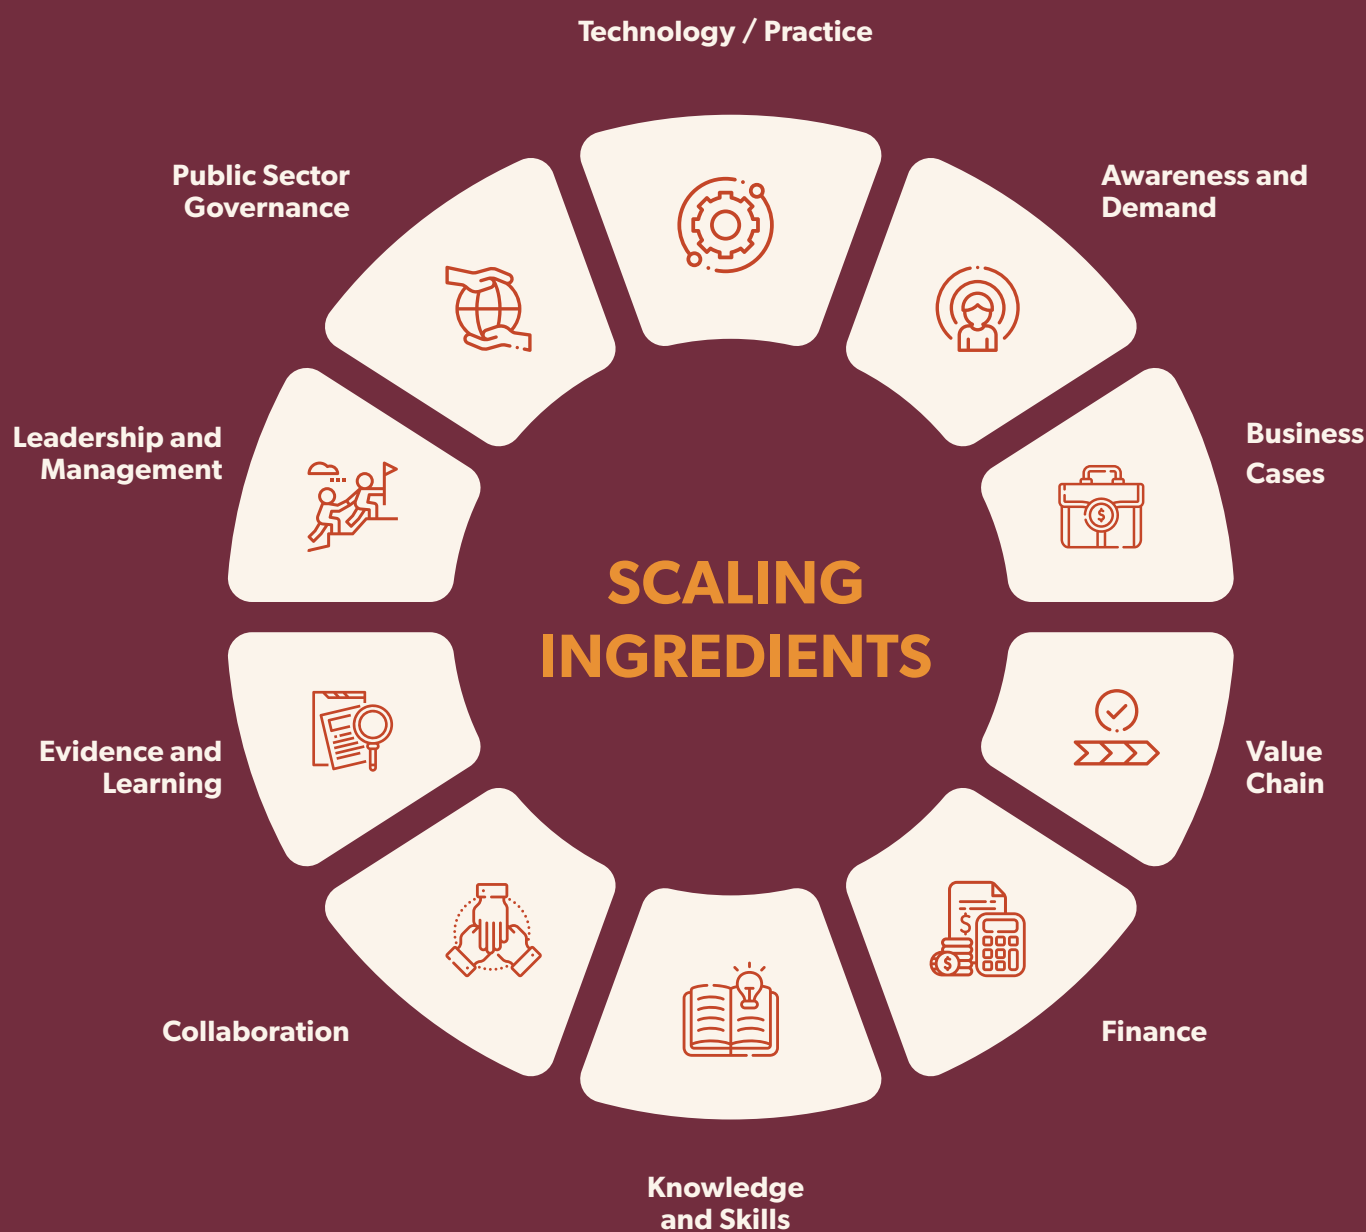 Technology / Practice
Awareness and
Demand
Business
Cases
Value
Chain
Finance
Knowledge
and Skills
Collaboration
Evidence and
Learning
Leadership and
Management
Public Sector
Governance
SCALING
INGREDIENTS
$
$
$